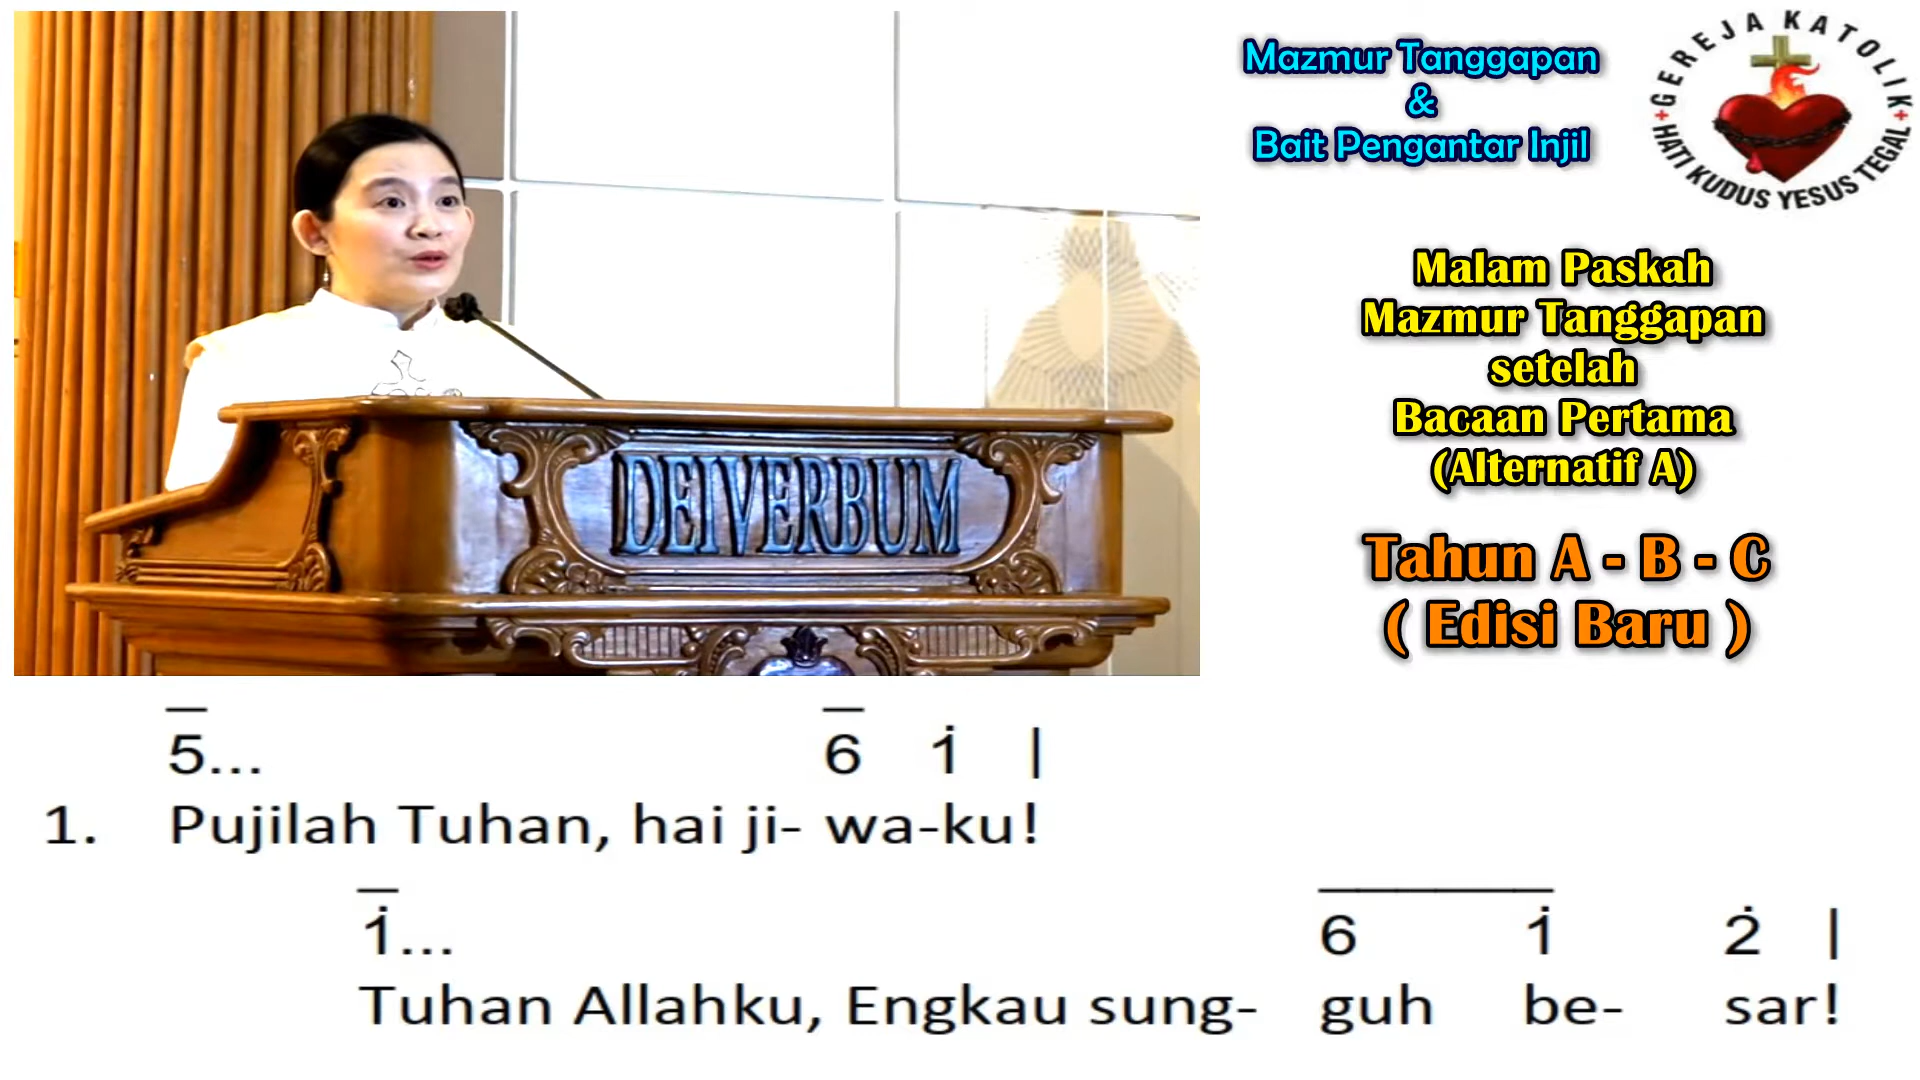 Mazmur Tanggapan
&
Bait Pengantar Injil
+ GEREJA KATOLIK +
HATI KUDUS YESUS TEGAL
Malam Paskah
Mazmur Tanggapan
setelah
Bacaan Pertama
(Alternatif A)
Tahun A - B - C
( Edisi Baru )
DEIVERBUM
5̅... 6̅ 1̇ |
1. Pujilah Tuhan, hai ji- wa-ku!
1̇̅... 6̅ 1̇̅ 2̇ |
Tuhan Allahku, Engkau sung- guh be- sar!